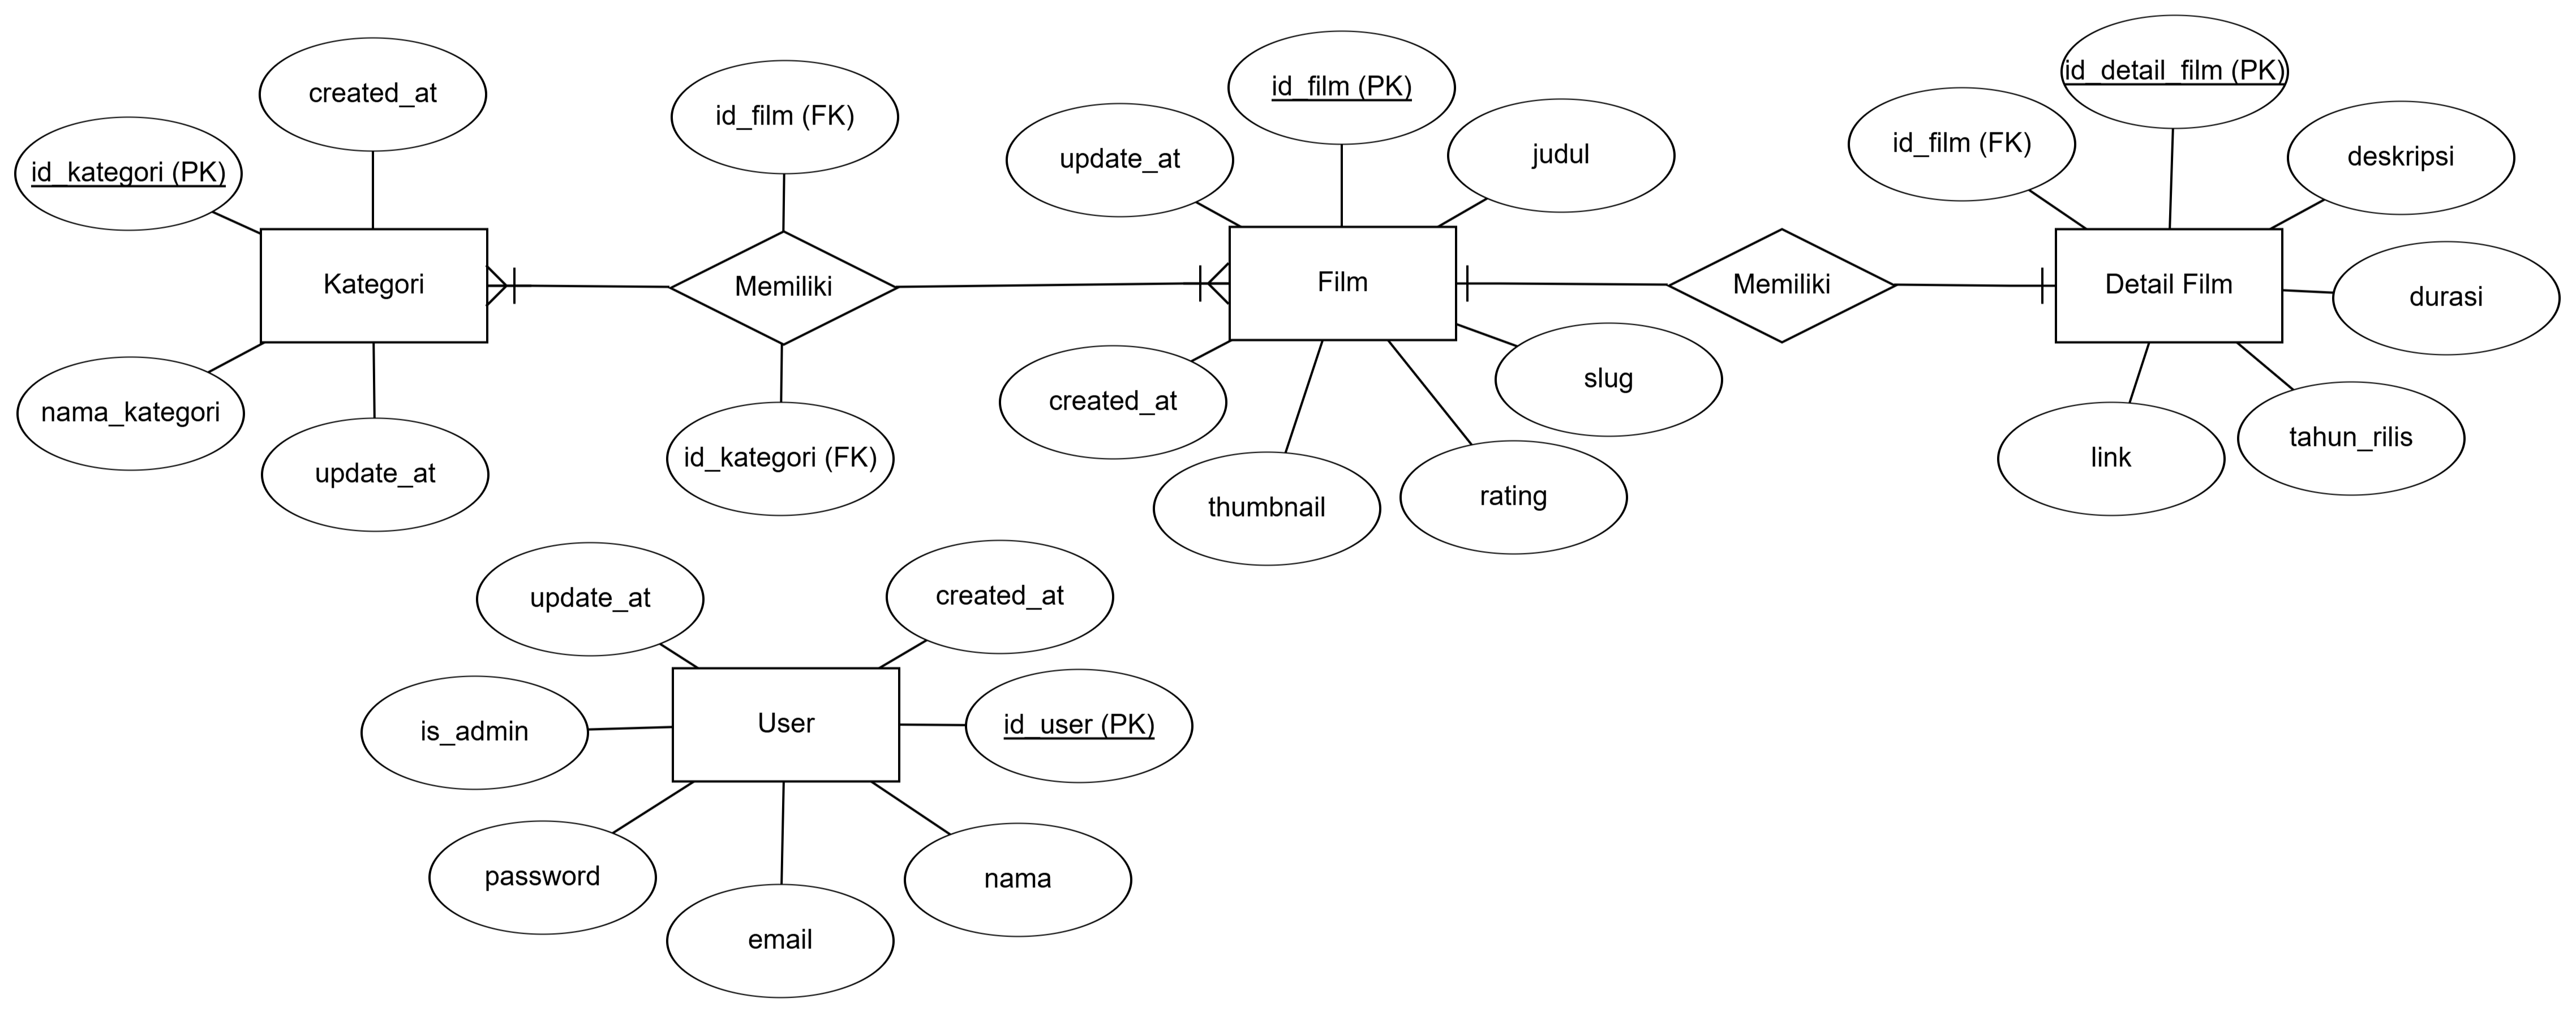 created_at
id_kategori (PK)
Kategori
nama_kategori
update_at
id_film (FK)
Memiliki
id_kategori (FK)
id_film (PK)
update_at
judul
Film
created_at
slug
thumbnail
rating
Memiliki
id_detail_film (PK)
id_film (FK)
deskripsi
Detail Film
durasi
link
tahun_rilis
update_at
created_at
is_admin
User
id_user (PK)
password
nama
email